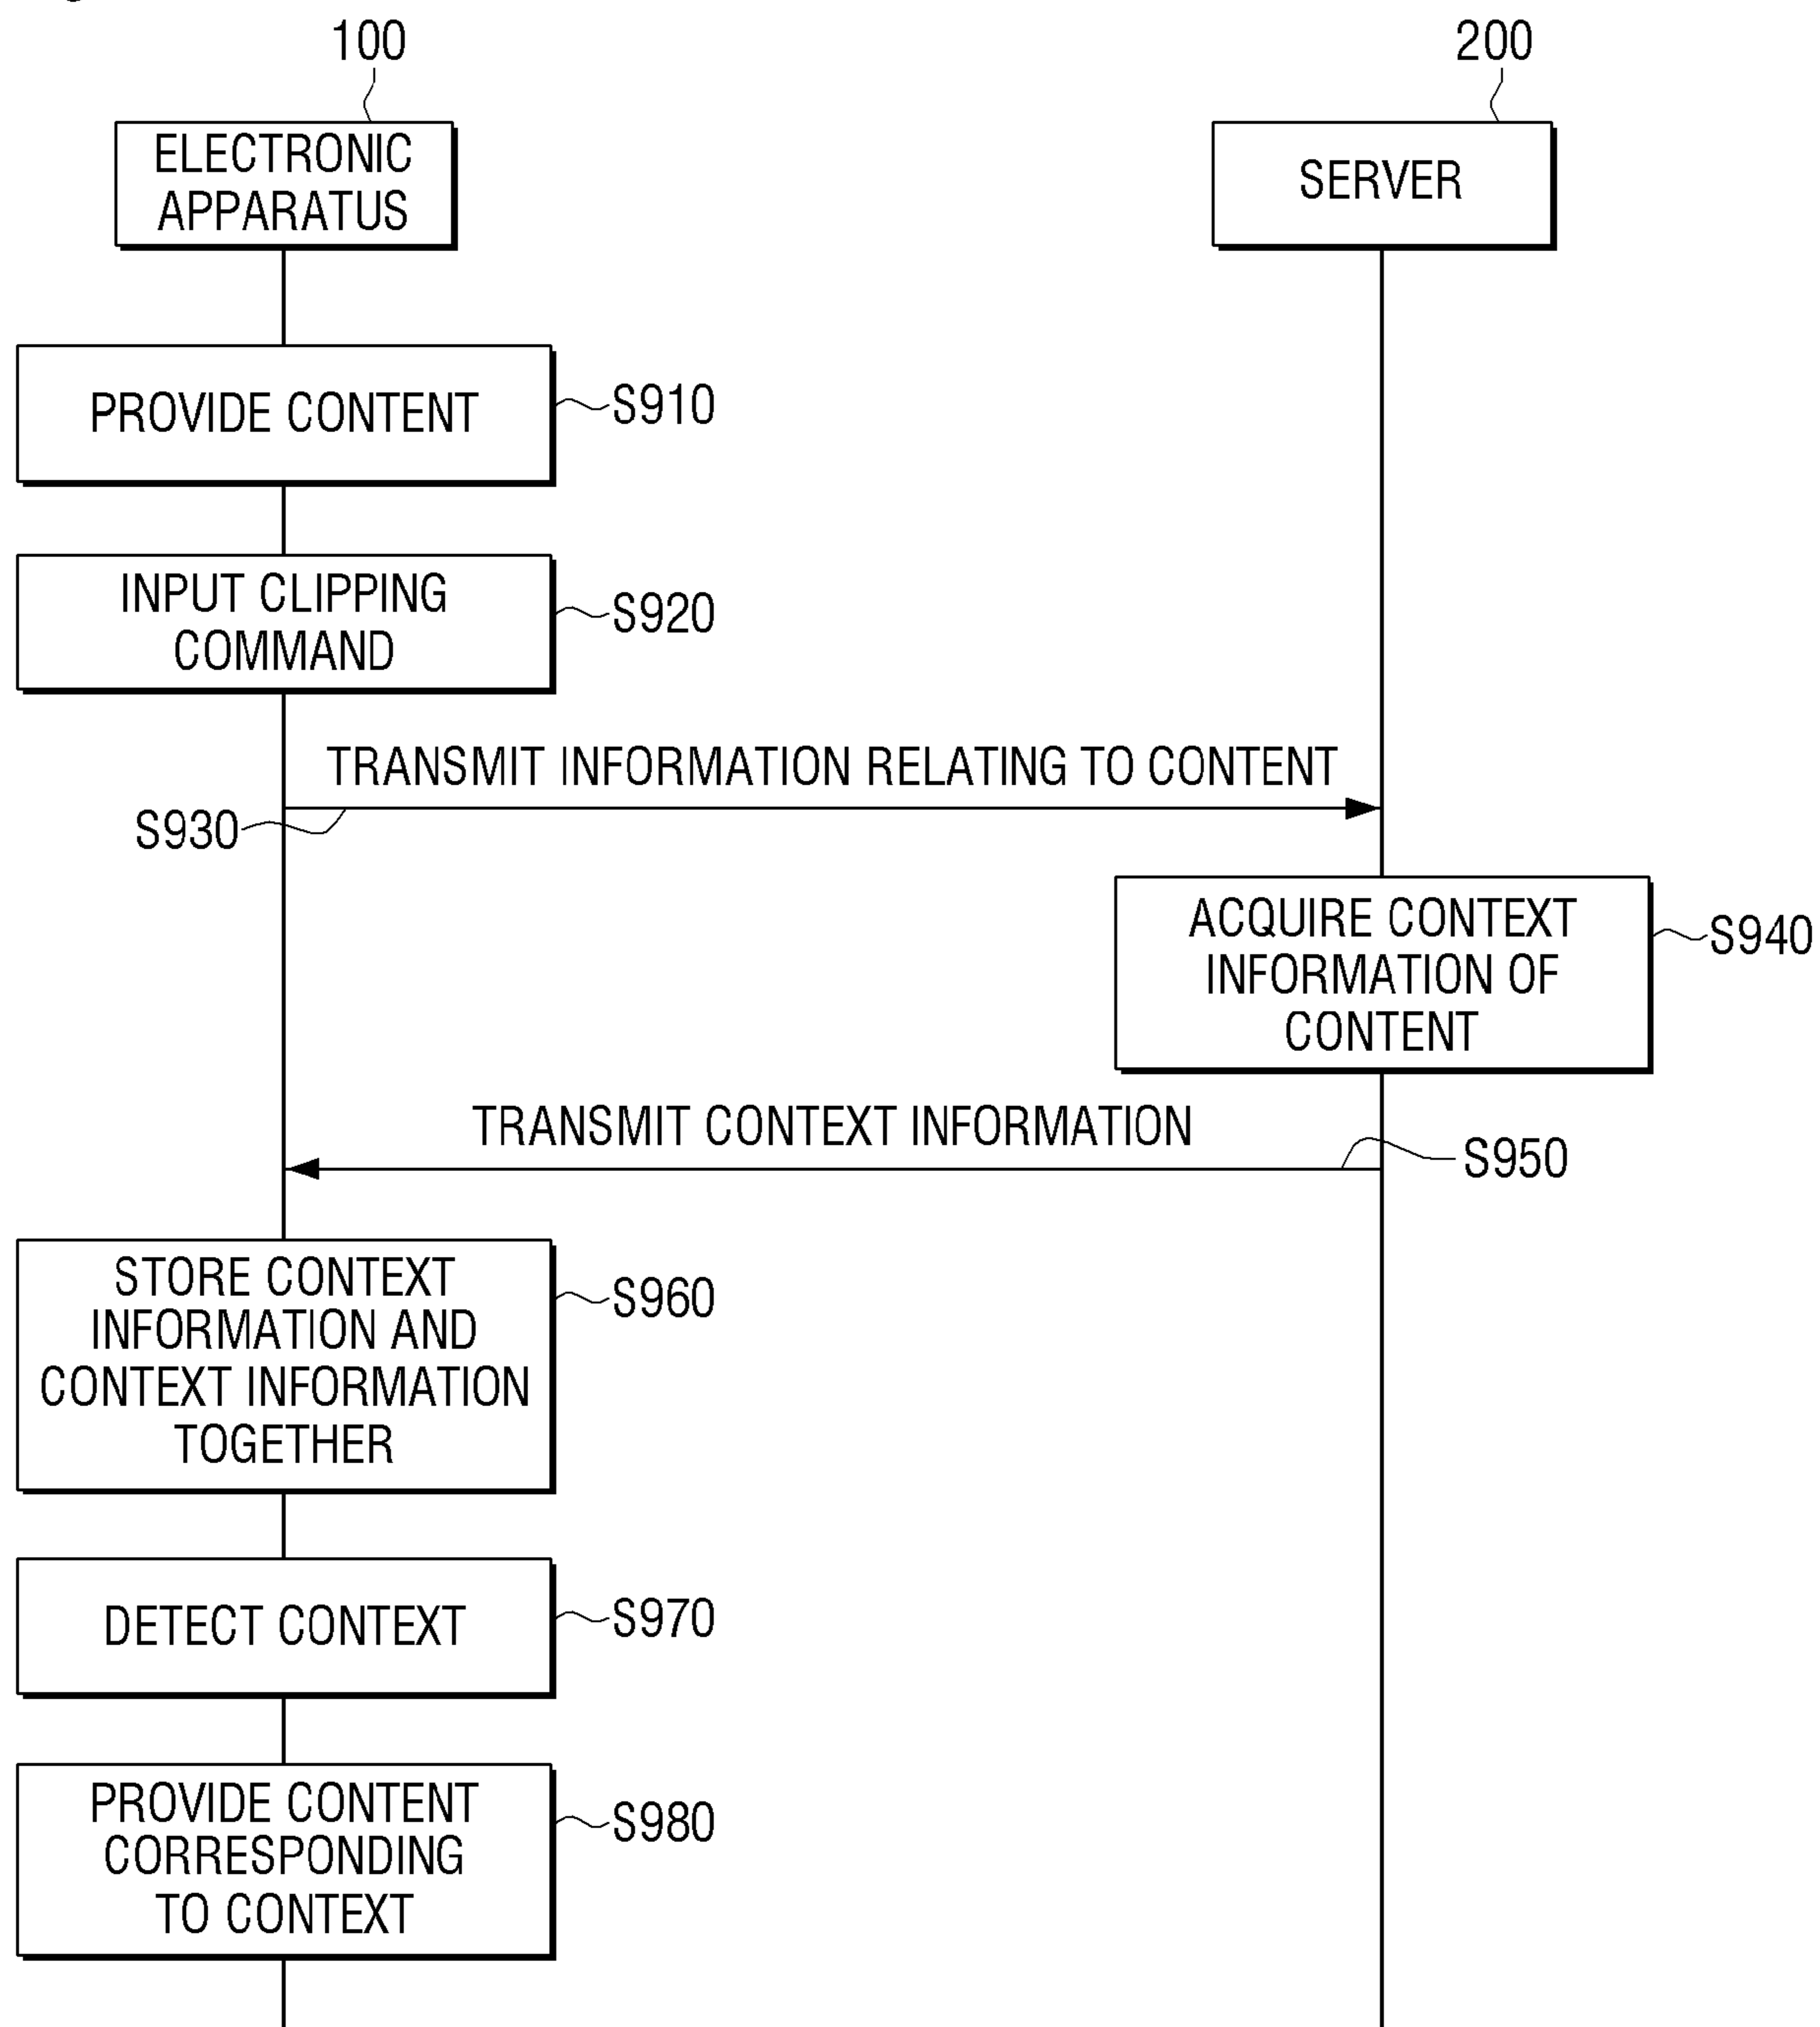 100
200
ELECTRONIC
APPARATUS
SERVER
PROVIDE CONTENT
S910
INPUT CLIPPING
COMMAND
S920
TRANSMIT INFORMATION RELATING TO CONTENT
S930
ACQUIRE CONTEXT
INFORMATION OF
CONTENT
S940
TRANSMIT CONTEXT INFORMATION
S950
STORE CONTEXT
INFORMATION AND
CONTEXT INFORMATION
TOGETHER
S960
DETECT CONTEXT
S970
PROVIDE CONTENT
CORRESPONDING
TO CONTEXT
S980